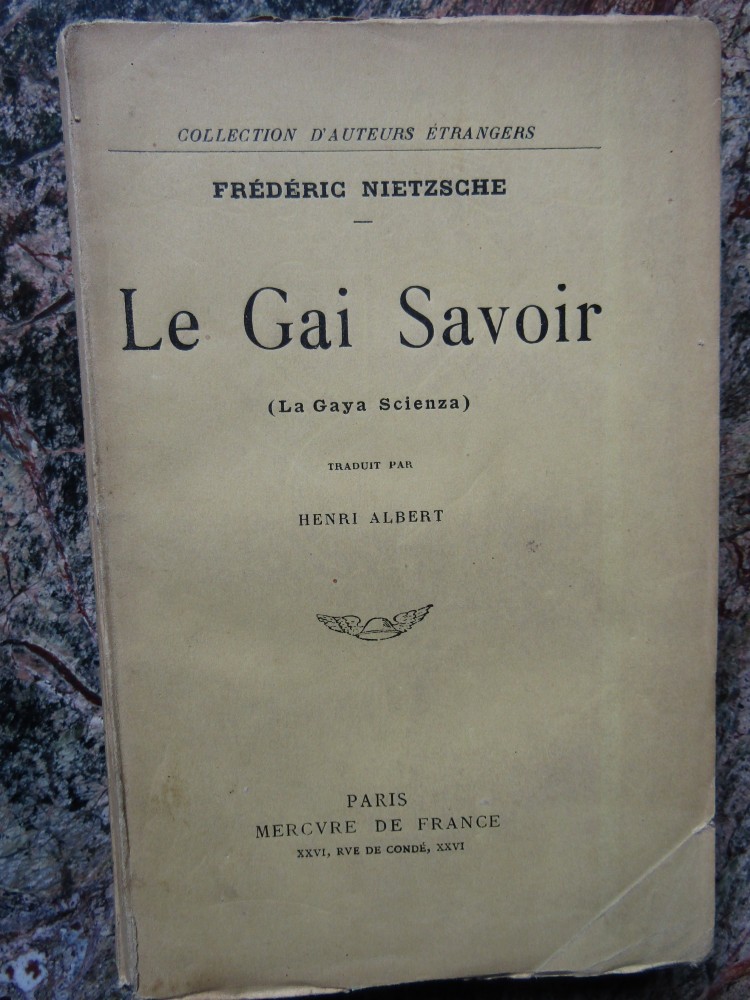 COLLECTION D'AUTEURS ÉTRANGERS
FRÉDÉRIC NIETZSCHE
Le Gai Savoir
(La Gaya Scienza)
TRADUIT PAR
HENRI ALBERT
PARIS
MERCVRE DE FRANCE
XXVI, RVE DE CONDÉ, XXVI